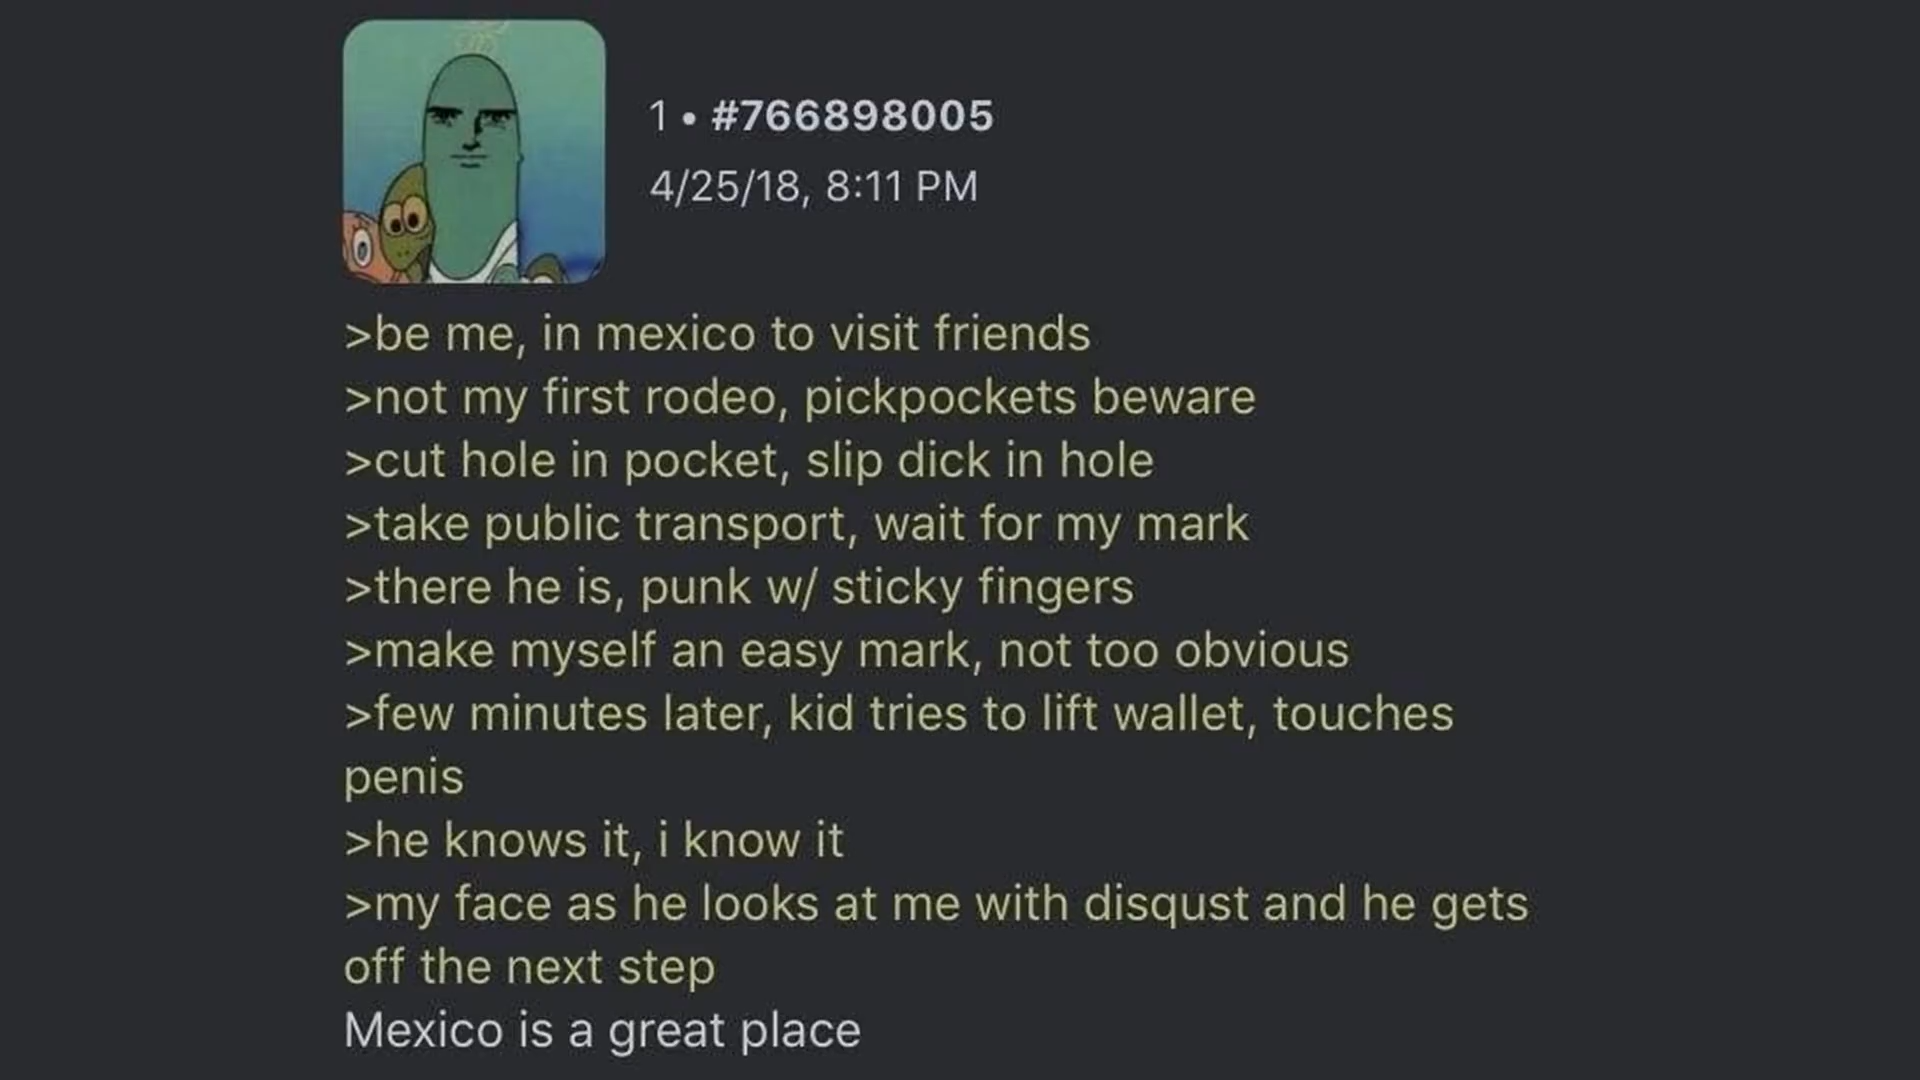 1 • #766898005
4/25/18, 8:11 PM
>be me, in mexico to visit friends
>not my first rodeo, pickpockets beware
>cut hole in pocket, slip dick in hole
>take public transport, wait for my mark
>there he is, punk w/ sticky fingers
>make myself an easy mark, not too obvious
>few minutes later, kid tries to lift wallet, touches
penis
>he knows it, i know it
>my face as he looks at me with disqust and he gets
off the next step
Mexico is a great place